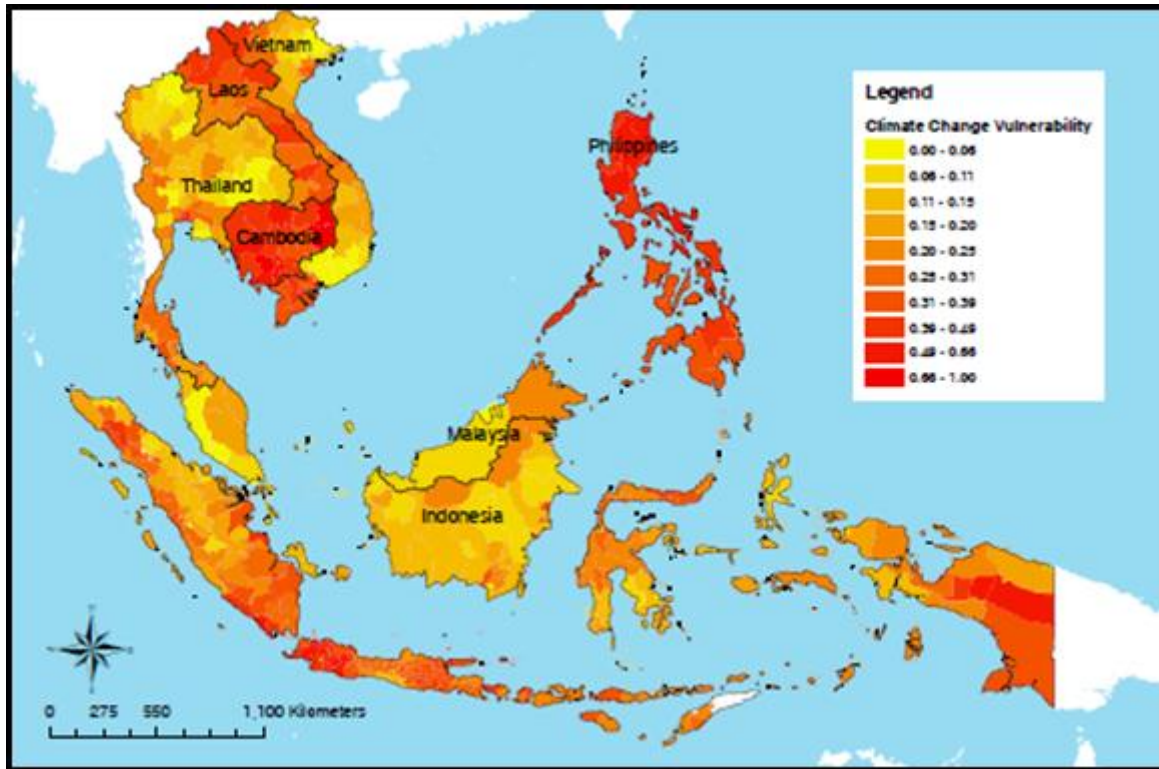 Vietnam
Laos
Thailand
Cambodia
Philippines
Malaysia
Indonesia
Legend
Climate Change Vulnerability
0.00 - 0.06
0.06 - 0.11
0.11 - 0.15
0.15 - 0.20
0.20 - 0.25
0.25 - 0.31
0.31 - 0.39
0.39 - 0.49
0.49 - 0.66
0.66 - 1.00
0 275 550 1,100 Kilometers